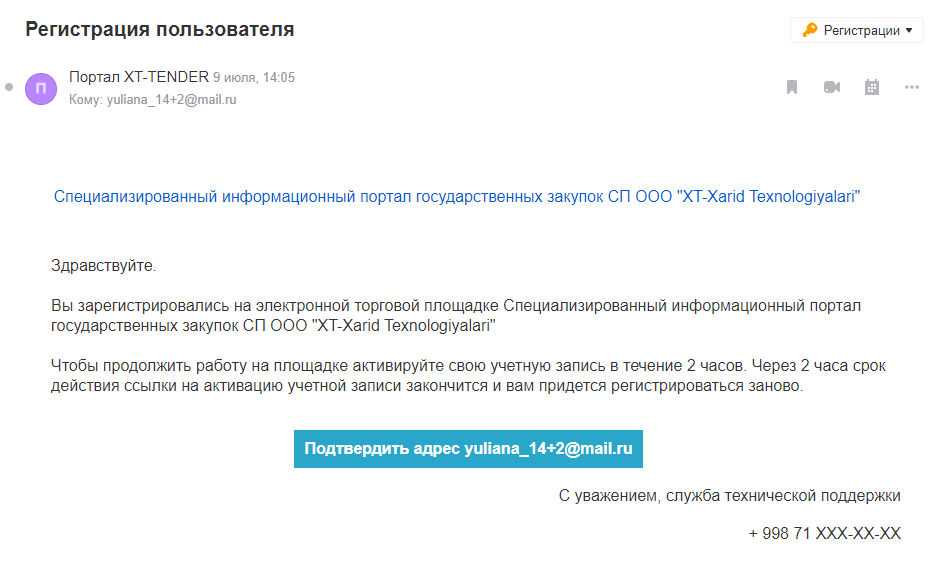 Регистрация пользователя
Регистрации
П
Портал XT-TENDER 9 июля, 14:05
Кому: yuliana_14+2@mail.ru
Специализированный информационный портал государственных закупок СП ООО "XT-Xarid Texnologiyalari"
Здравствуйте.
Вы зарегистрировались на электронной торговой площадке Специализированный информационный портал
государственных закупок СП ООО "XT-Xarid Texnologiyalari"
Чтобы продолжить работу на площадке активируйте свою учетную запись в течение 2 часов. Через 2 часа срок
действия ссылки на активацию учетной записи закончится и вам придется регистрироваться заново.
Подтвердить адрес yuliana_14+2@mail.ru
С уважением, служба технической поддержки
+ 998 71 XXX-XX-XX